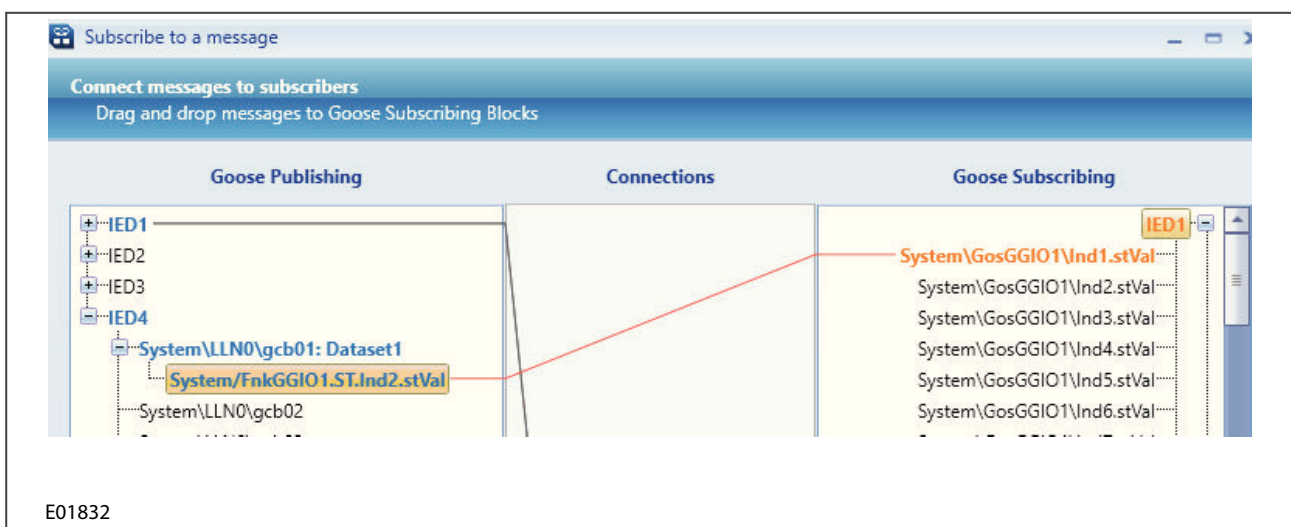 Subscribe to a message
Connect messages to subscribers
Drag and drop messages to Goose Subscribing Blocks
Goose Publishing
Connections
Goose Subscribing
IED1
IED2
IED3
IED4
System\LLN0\gcb01: Dataset1
System/FnkGGIO1.ST.Ind2.stVal
System\LLN0\gcb02
IED1
System\GosGGIO1\Ind1.stVal
System\GosGGIO1\Ind2.stVal
System\GosGGIO1\Ind3.stVal
System\GosGGIO1\Ind4.stVal
System\GosGGIO1\Ind5.stVal
System\GosGGIO1\Ind6.stVal
E01832